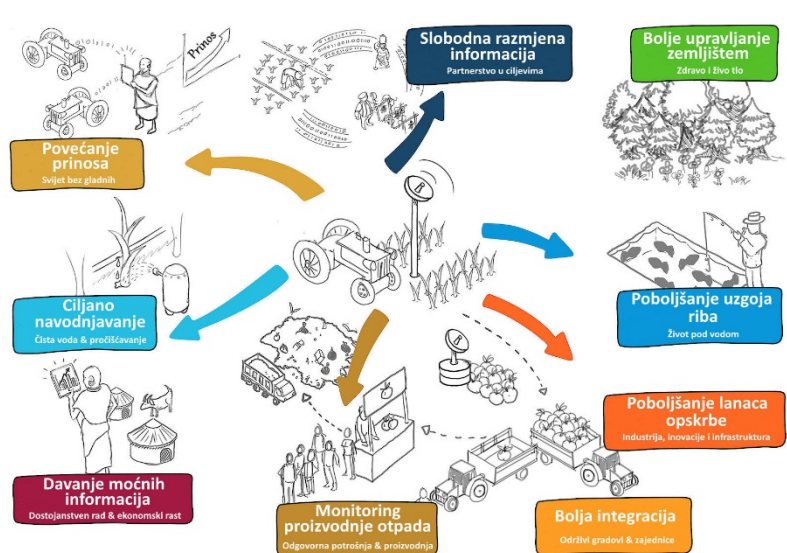 Slobodna razmjena
informacija
Partnerstvo u ciljevima
Bolje upravljanje
zemljištem
Zdravo i živo tlo
Prinos
Povećanje
prinosa
Svijet bez gladnih
Ciljano
navodnjavanje
Čista voda & pročišćavanje
Poboljšanje uzgoja
riba
Život pod vodom
Poboljšanje lanaca
opskrbe
Industrija, inovacije i infrastruktura
Davanje moćnih
informacija
Dostojanstven rad & ekonomski rast
Monitoring
proizvodnje otpada
Odgovorna potrošnja & proizvodnja
Bolja integracija
Održivi gradovi & zajednice